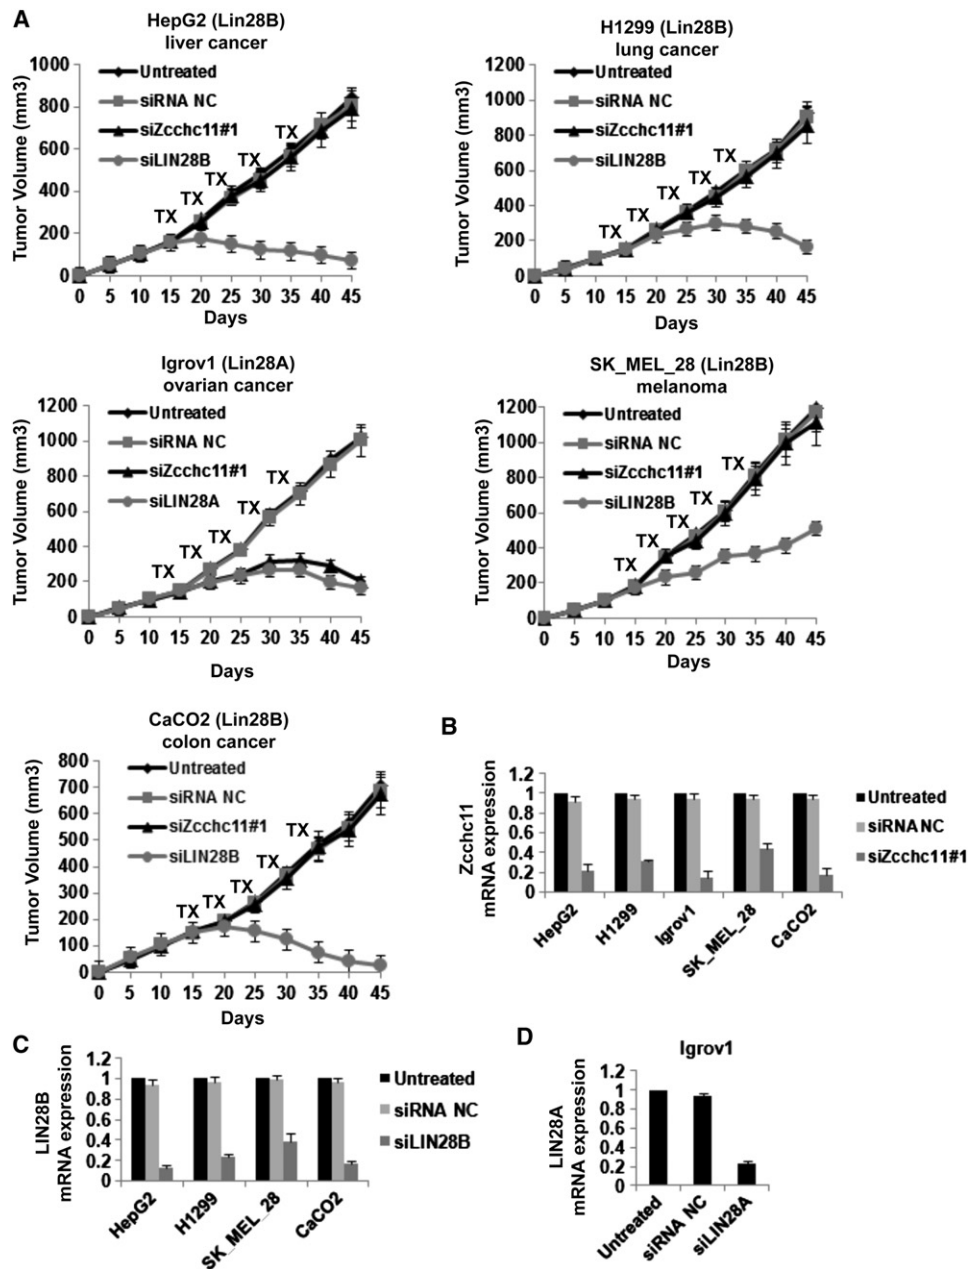 A
HepG2 (Lin28B)
liver cancer
Tumor Volume (mm3)
1000
800
600
400
200
0
Untreated
siRNA NC
siZcchc11#1
siLIN28B
TX
TX
TX
TX
TX
0 5 10 15 20 25 30 35 40 45
Days
H1299 (Lin28B)
lung cancer
Tumor Volume (mm3)
1200
1000
800
600
400
200
0
Untreated
siRNA NC
siZcchc11#1
siLIN28B
TX
TX
TX
TX
TX
0 5 10 15 20 25 30 35 40 45
Days
Igrov1 (Lin28A)
ovarian cancer
Tumor Volume (mm3)
1200
1000
800
600
400
200
0
Untreated
siRNA NC
siZcchc11#1
siLIN28A
TX
TX
TX
TX
TX
0 5 10 15 20 25 30 35 40 45
Days
SK_MEL_28 (Lin28B)
melanoma
Tumor Volume (mm3)
1200
1000
800
600
400
200
0
Untreated
siRNA NC
siZcchc11#1
siLIN28B
TX
TX
TX
TX
TX
0 5 10 15 20 25 30 35 40 45
Days
CaCO2 (Lin28B)
colon cancer
Tumor Volume (mm3)
800
700
600
500
400
300
200
100
0
Untreated
siRNA NC
siZcchc11#1
siLIN28B
TX
TX
TX
TX
TX
0 5 10 15 20 25 30 35 40 45
Days
B
Zcchc11
mRNA expression
1.2
1
0.8
0.6
0.4
0.2
0
HepG2
H1299
Igrov1
SK_MEL_28
CaCO2
Untreated
siRNA NC
siZcchc11#1
C
LIN28B
mRNA expression
1.2
1
0.8
0.6
0.4
0.2
0
HepG2
H1299
SK_MEL_28
CaCO2
Untreated
siRNA NC
siLIN28B
D
Igrov1
LIN28A
mRNA expression
1.2
1
0.8
0.6
0.4
0.2
0
Untreated
siRNA NC
siLIN28A